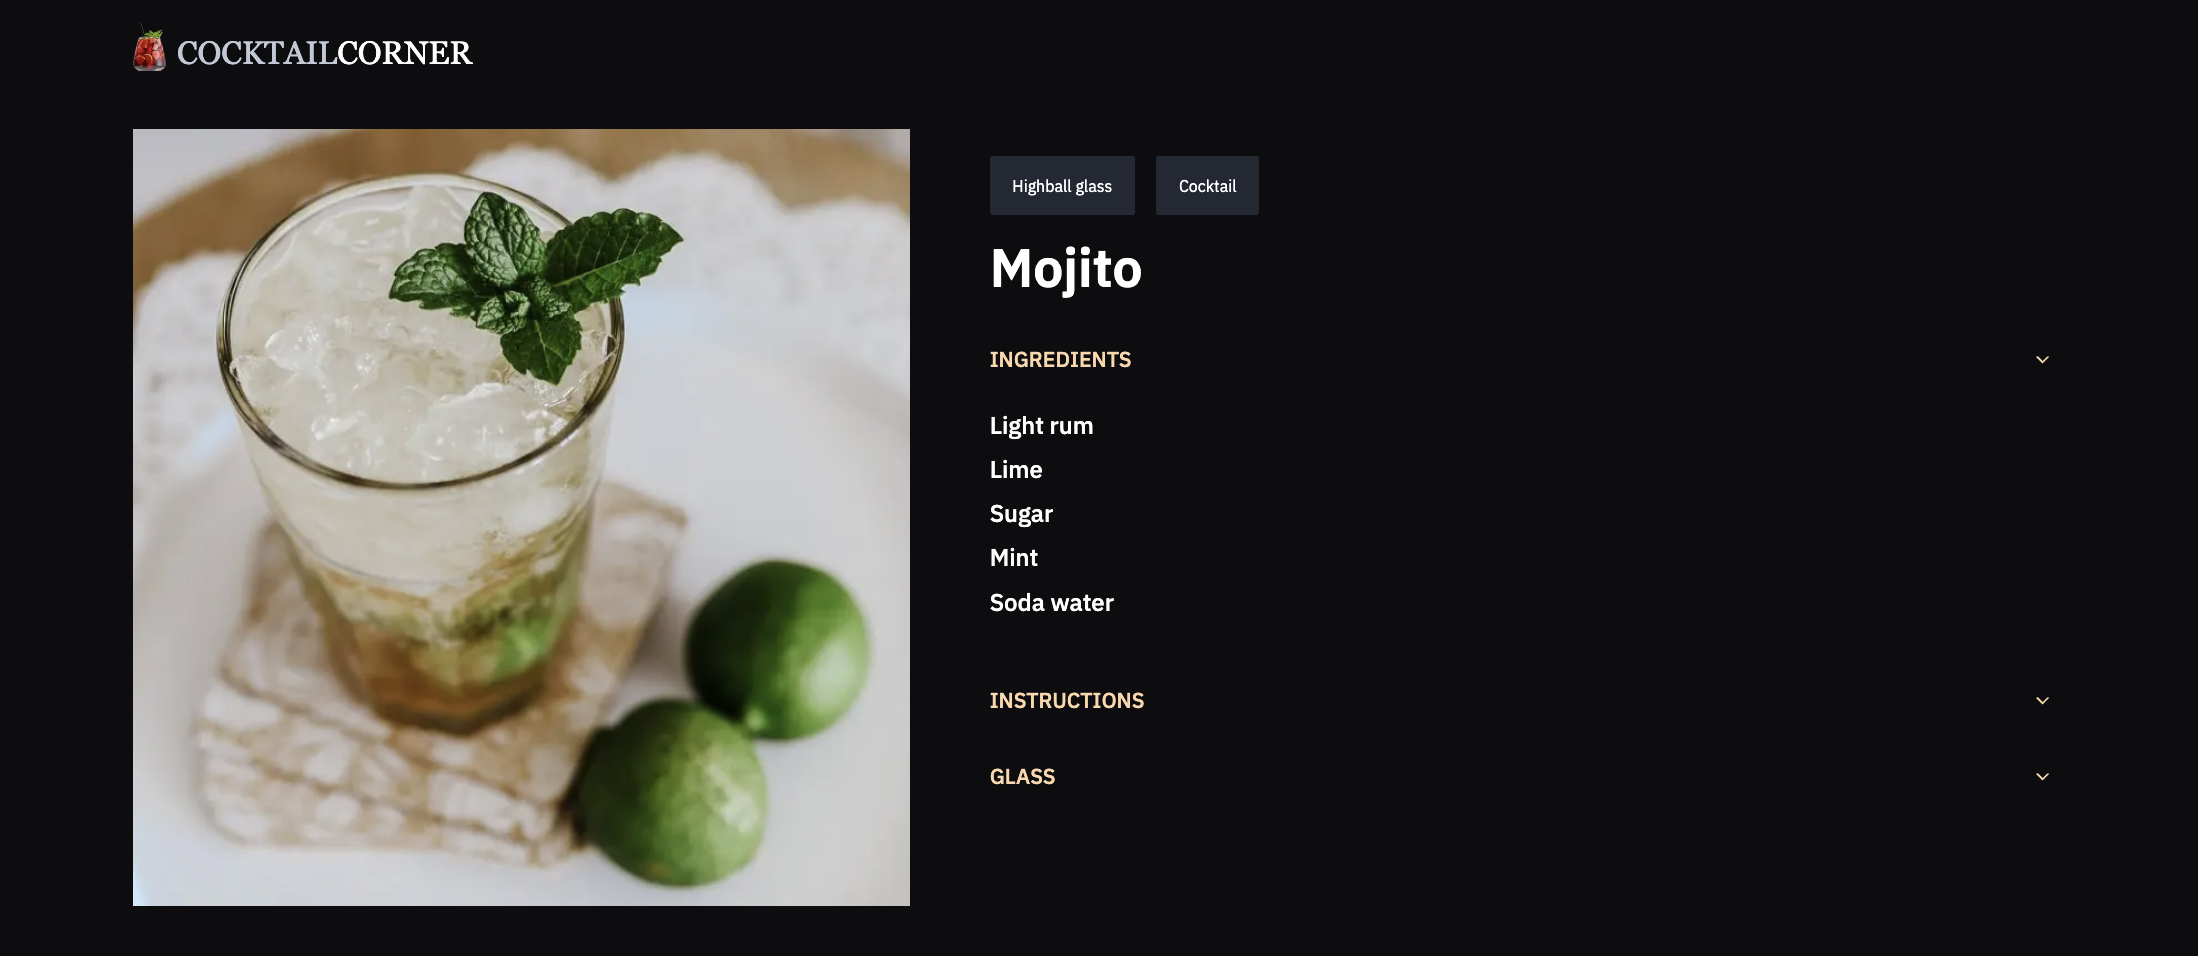 COCKTAILCORNER
Highball glass
Cocktail
Mojito
INGREDIENTS
Light rum
Lime
Sugar
Mint
Soda water
INSTRUCTIONS
GLASS